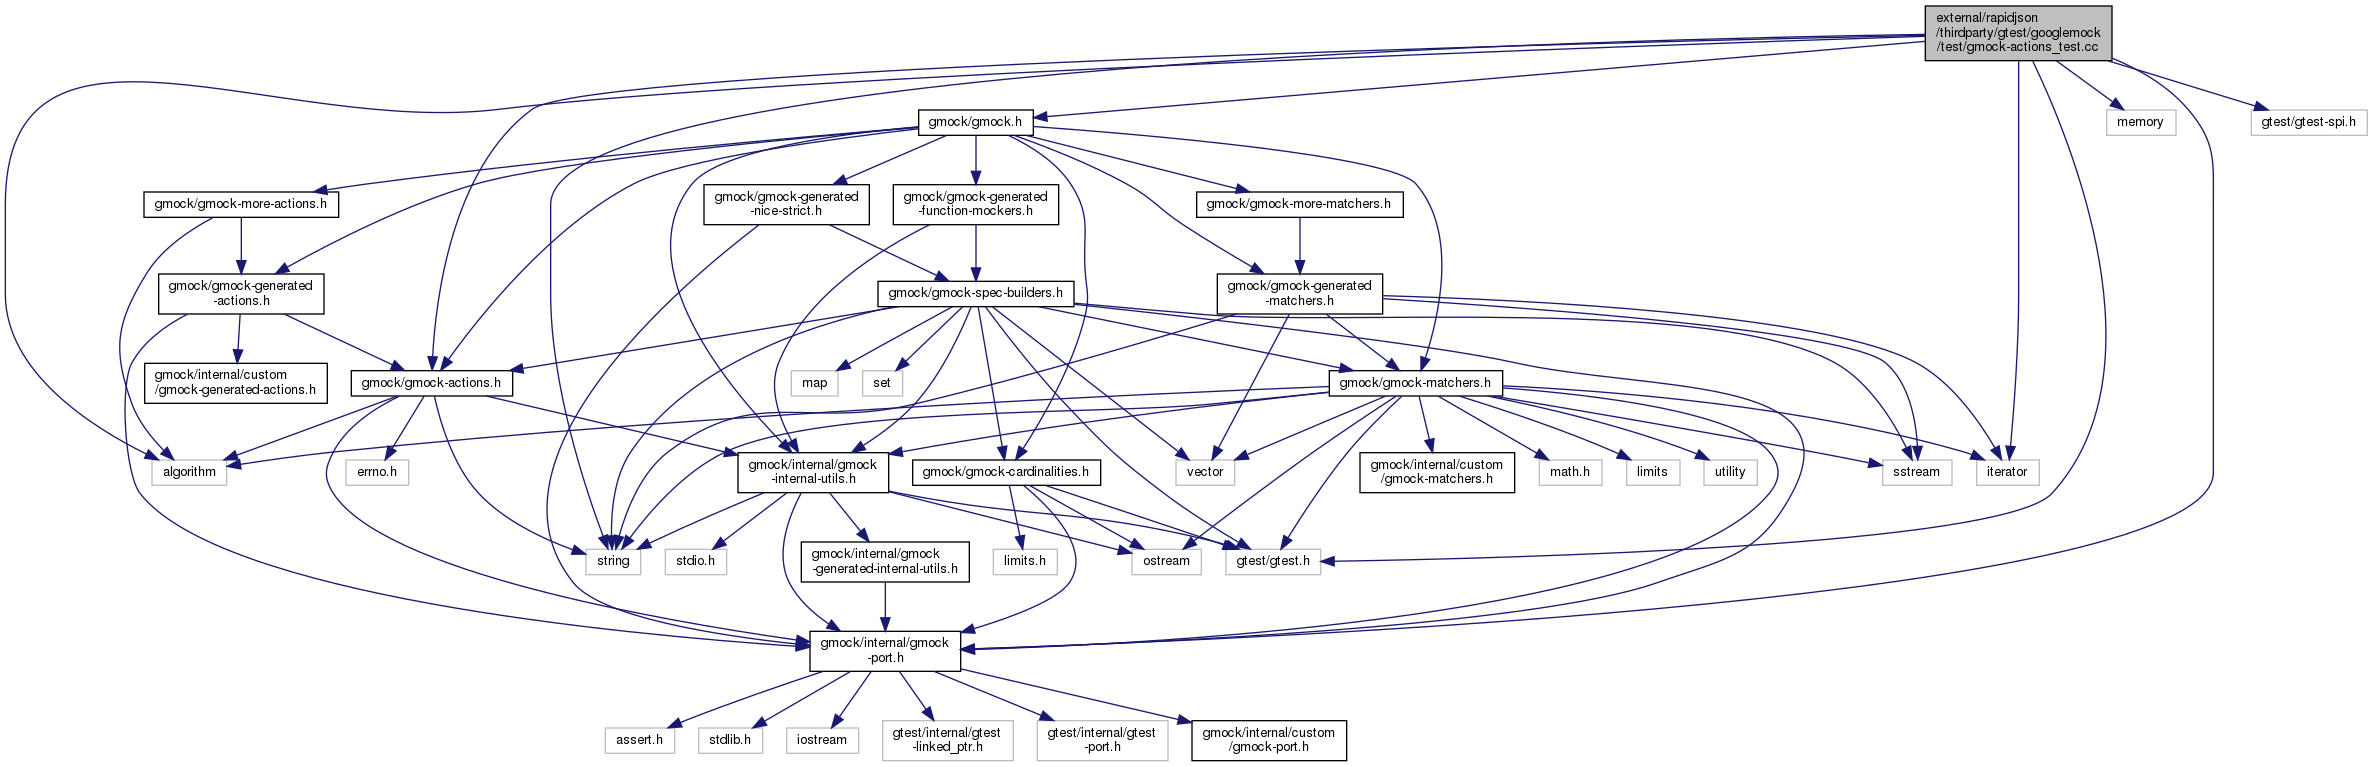 external/rapidjson
/thirdparty/gtest/googlemock
/test/gmock-actions_test.cc
gmock/gmock.h
memory
gtest/gtest-spi.h
gmock/gmock-more-actions.h
gmock/gmock-generated
-nice-strict.h
gmock/gmock-generated
-function-mockers.h
gmock/gmock-more-matchers.h
gmock/gmock-generated
-actions.h
gmock/gmock-spec-builders.h
gmock/gmock-generated
-matchers.h
gmock/internal/custom
/gmock-generated-actions.h
gmock/gmock-actions.h
map
set
gmock/gmock-matchers.h
algorithm
errno.h
gmock/internal/gmock
-internal-utils.h
gmock/gmock-cardinalities.h
vector
gmock/internal/custom
/gmock-matchers.h
math.h
limits
utility
sstream
iterator
string
stdio.h
gmock/internal/gmock
-generated-internal-utils.h
limits.h
ostream
gtest/gtest.h
gmock/internal/gmock
-port.h
assert.h
stdlib.h
iostream
gtest/internal/gtest
-linked_ptr.h
gtest/internal/gtest
-port.h
gmock/internal/custom
/gmock-port.h